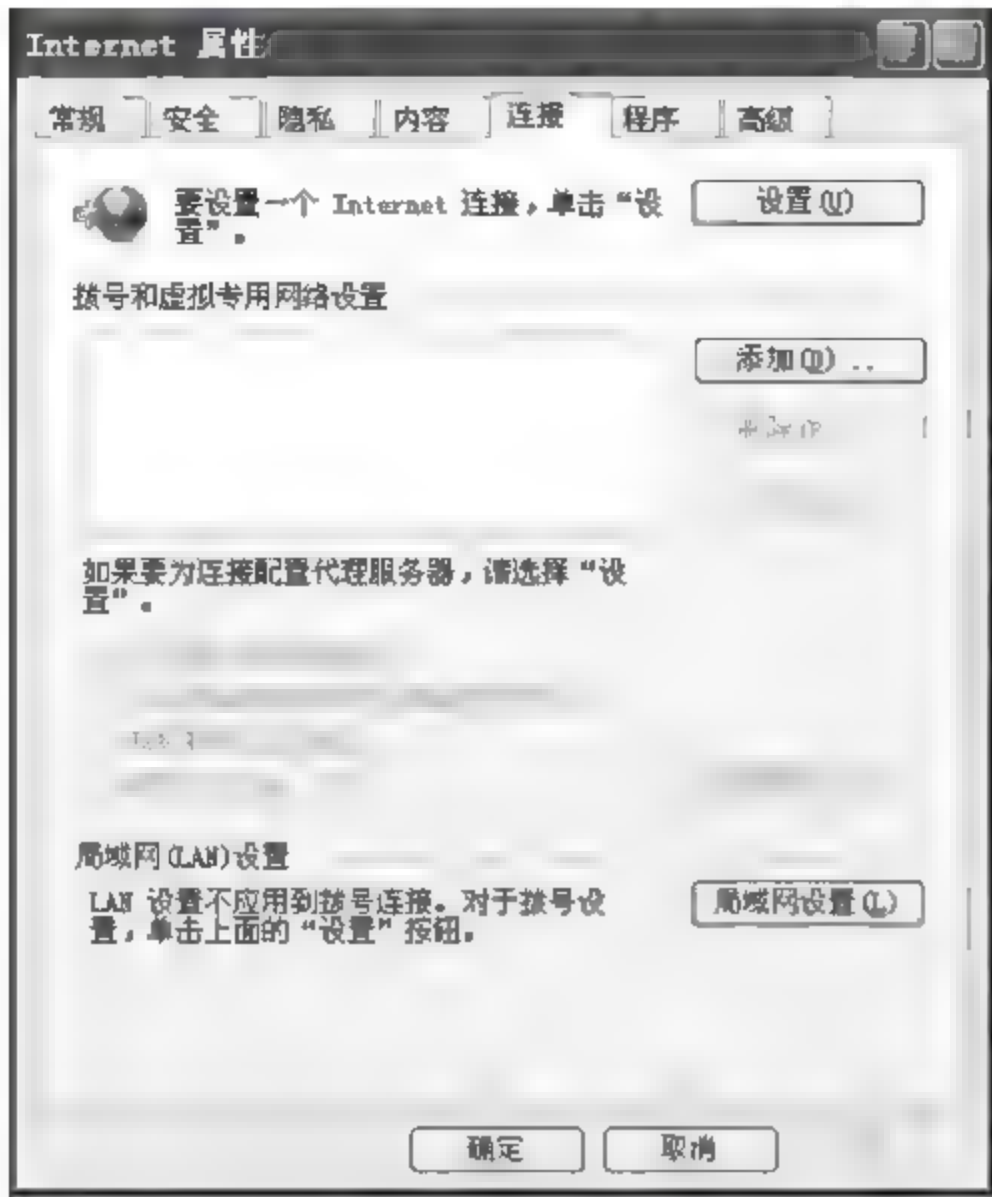 Internet 属性
常规 安全 隐私 内容 连接 程序 高级
要设置一个 Internet 连接，单击“设
置”。
设置(U)
拨号和虚拟专用网络设置
添加(D)..
如果要为连接配置代理服务器，请选择“设
置”。
局域网(LAN)设置
LAN 设置不应用到拨号连接。对于拨号设
置，单击上面的“设置”按钮。
局域网设置(L)
确定 取消